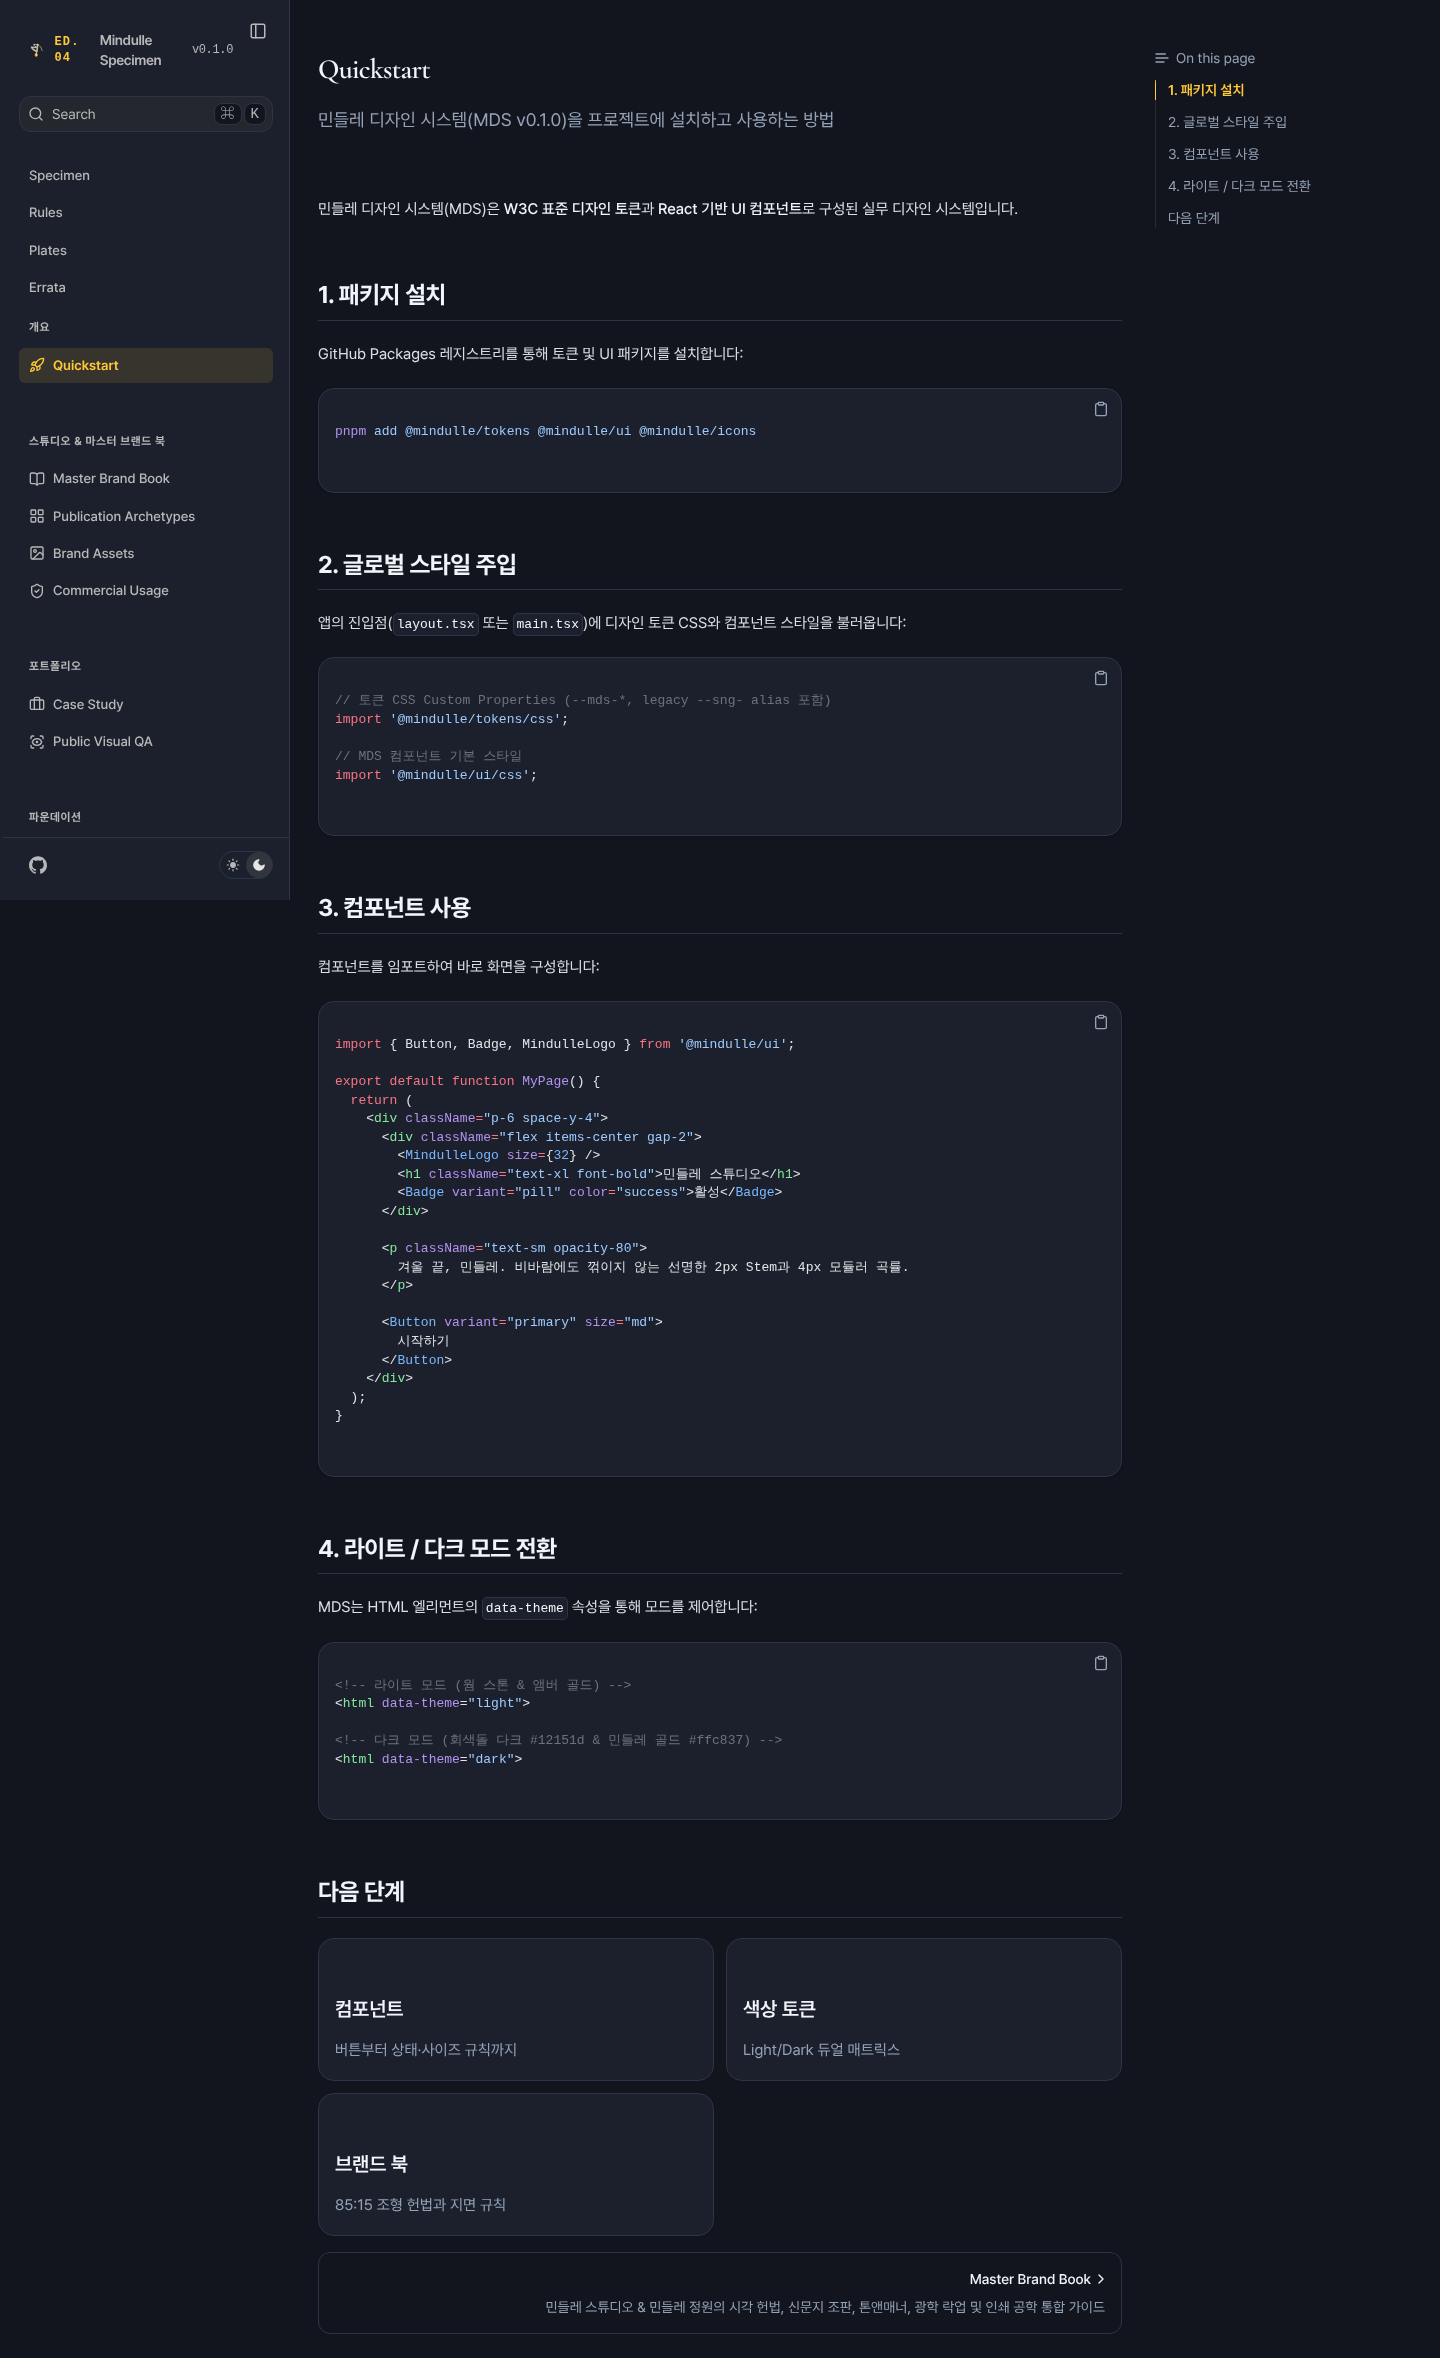 ED.
04
Mindulle
Specimen
v0.1.0
Search
⌘ K
Specimen
Rules
Plates
Errata
개요
Quickstart
스튜디오 & 마스터 브랜드 북
Master Brand Book
Publication Archetypes
Brand Assets
Commercial Usage
포트폴리오
Case Study
Public Visual QA
파운데이션
Quickstart
민들레 디자인 시스템(MDS v0.1.0)을 프로젝트에 설치하고 사용하는 방법
민들레 디자인 시스템(MDS)은 W3C 표준 디자인 토큰과 React 기반 UI 컴포넌트로 구성된 실무 디자인 시스템입니다.
1. 패키지 설치
GitHub Packages 레지스트리를 통해 토큰 및 UI 패키지를 설치합니다:
pnpm add @mindulle/tokens @mindulle/ui @mindulle/icons
2. 글로벌 스타일 주입
앱의 진입점(layout.tsx 또는 main.tsx)에 디자인 토큰 CSS와 컴포넌트 스타일을 불러옵니다:
// 토큰 CSS Custom Properties (--mds-*, legacy --sng- alias 포함)
import '@mindulle/tokens/css';
// MDS 컴포넌트 기본 스타일
import '@mindulle/ui/css';
3. 컴포넌트 사용
컴포넌트를 임포트하여 바로 화면을 구성합니다:
import { Button, Badge, MindulleLogo } from '@mindulle/ui';
export default function MyPage() {
  return (
    <div className="p-6 space-y-4">
      <div className="flex items-center gap-2">
        <MindulleLogo size={32} />
        <h1 className="text-xl font-bold">민들레 스튜디오</h1>
        <Badge variant="pill" color="success">활성</Badge>
      </div>
      <p className="text-sm opacity-80">
        겨울 끝, 민들레. 비바람에도 꺾이지 않는 선명한 2px Stem과 4px 모듈러 곡률.
      </p>
      <Button variant="primary" size="md">
        시작하기
      </Button>
    </div>
  );
}
4. 라이트 / 다크 모드 전환
MDS는 HTML 엘리먼트의 data-theme 속성을 통해 모드를 제어합니다:
<!-- 라이트 모드 (웜 스톤 & 앰버 골드) -->
<html data-theme="light">
<!-- 다크 모드 (회색돌 다크 #12151d & 민들레 골드 #ffc837) -->
<html data-theme="dark">
다음 단계
컴포넌트
버튼부터 상태·사이즈 규칙까지
색상 토큰
Light/Dark 듀얼 매트릭스
브랜드 북
85:15 조형 헌법과 지면 규칙
Master Brand Book
민들레 스튜디오 & 민들레 정원의 시각 헌법, 신문지 조판, 톤앤매너, 광학 락업 및 인쇄 공학 통합 가이드
On this page
1. 패키지 설치
2. 글로벌 스타일 주입
3. 컴포넌트 사용
4. 라이트 / 다크 모드 전환
다음 단계